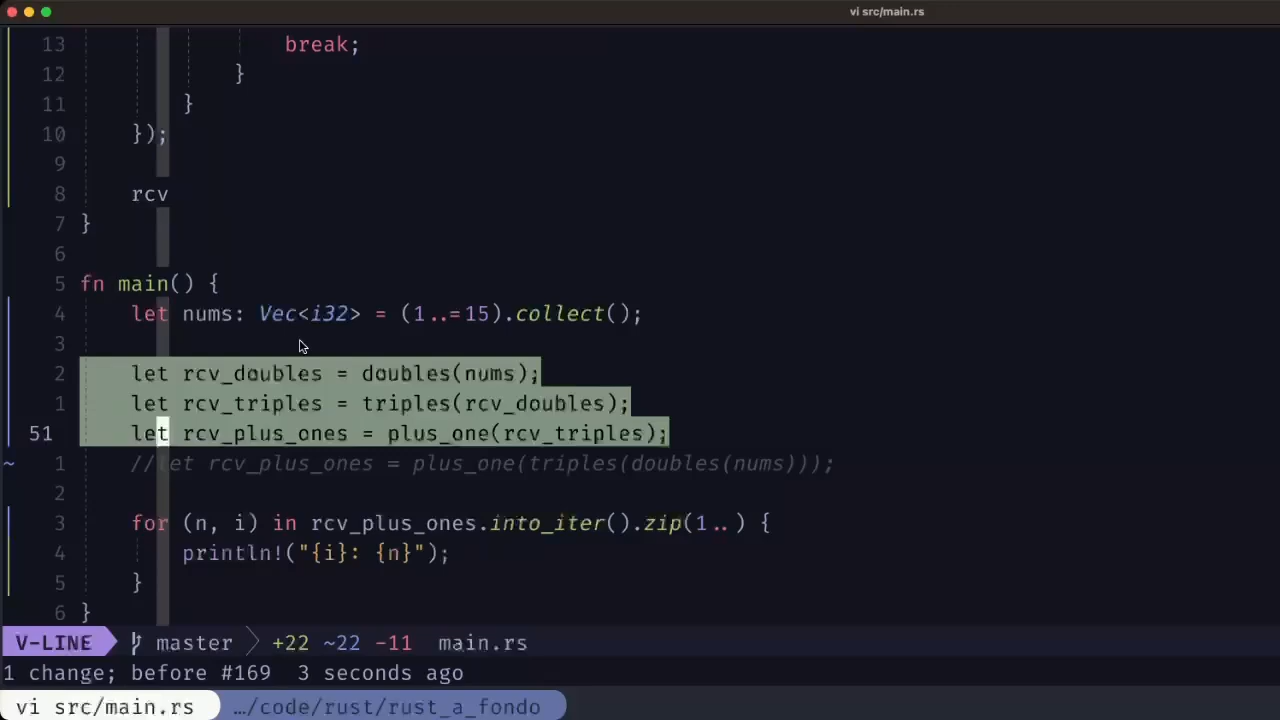 vi src/main.rs
13 break;
12 }
11 }
10 });
9
8 rcv
7 }
6
5 fn main() {
4 let nums: Vec<i32> = (1..=15).collect();
3
2 let rcv_doubles = doubles(nums);
1 let rcv_triples = triples(rcv_doubles);
51 let rcv_plus_ones = plus_one(rcv_triples);
~ 1 //let rcv_plus_ones = plus_one(triples(doubles(nums)));
2
3 for (n, i) in rcv_plus_ones.into_iter().zip(1..) {
4 println!("{i}: {n}");
5 }
6 }
V-LINE master +22 ~22 -11 main.rs
1 change; before #169 3 seconds ago
vi src/main.rs …/code/rust/rust_a_fondo